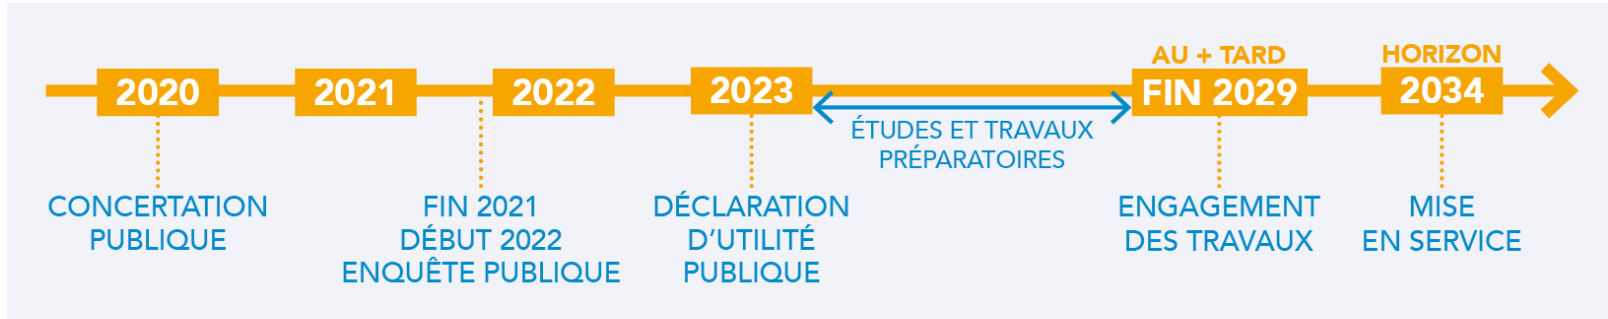 2020
CONCERTATION
PUBLIQUE
2021
2022
FIN 2021
DÉBUT 2022
ENQUÊTE PUBLIQUE
2023
DÉCLARATION
D'UTILITÉ
PUBLIQUE
ÉTUDES ET TRAVAUX
PRÉPARATOIRES
AU + TARD
FIN 2029
ENGAGEMENT
DES TRAVAUX
HORIZON
2034
MISE
EN SERVICE